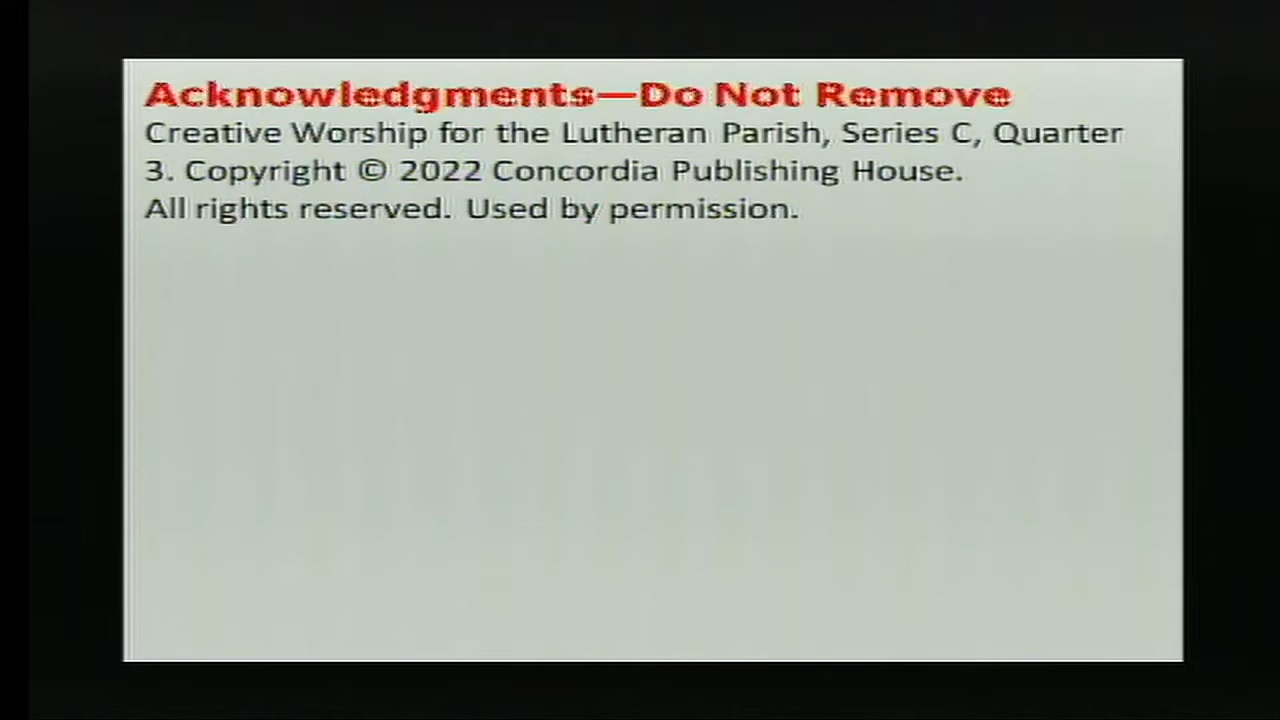 Acknowledgments—Do Not Remove
Creative Worship for the Lutheran Parish, Series C, Quarter
3. Copyright © 2022 Concordia Publishing House.
All rights reserved. Used by permission.